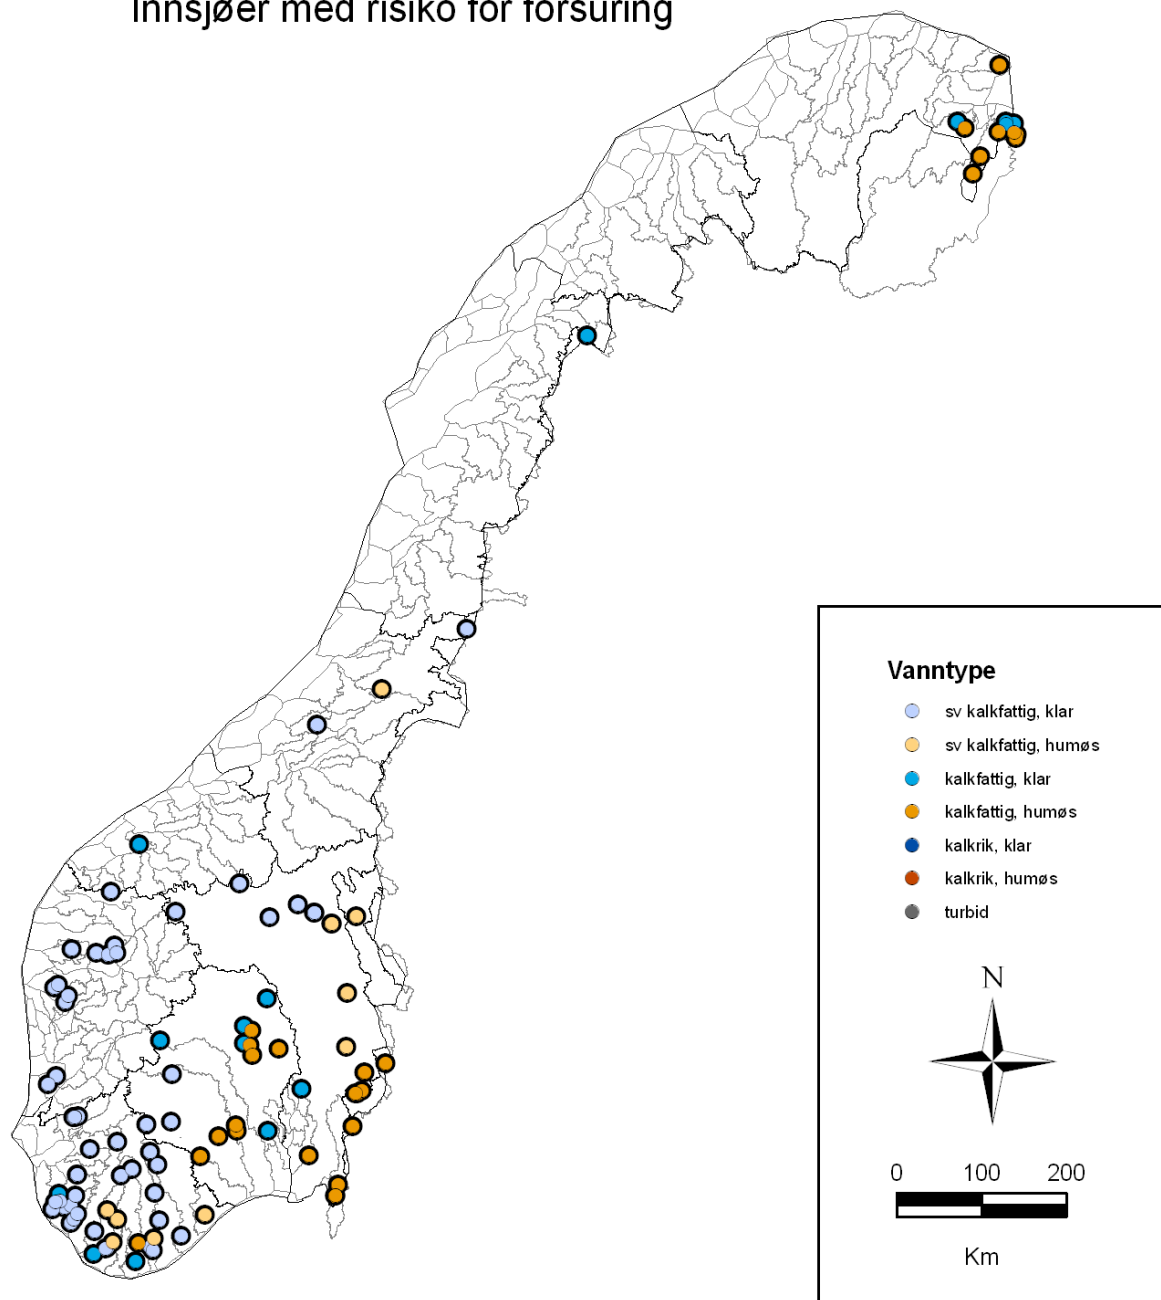 Innsjøer med risiko for forsuring
Vanntype
sv kalkfattig, klar
sv kalkfattig, humøs
kalkfattig, klar
kalkfattig, humøs
kalkrik, klar
kalkrik, humøs
turbid
N
0 100 200
Km